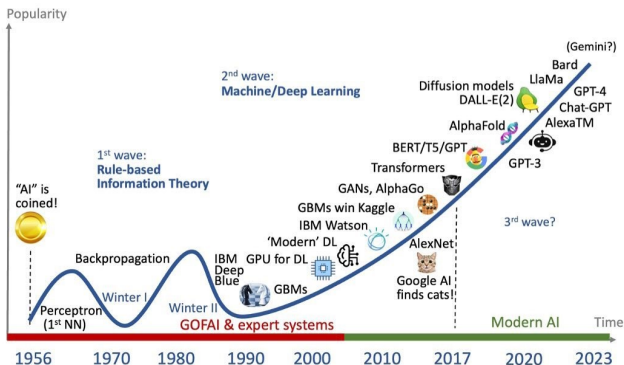 Popularity
(Gemini?)
Bard
LlaMa
2nd wave:
Machine/Deep Learning
Diffusion models
DALL-E(2)
GPT-4
Chat-GPT
AlexaTM
AlphaFold
1st wave:
Rule-based
Information Theory
BERT/T5/GPT
GPT-3
Transformers
"AI" is
coined!
GANs, AlphaGo
GBMs win Kaggle
3rd wave?
IBM Watson
'Modern' DL
AlexNet
Backpropagation
IBM
Deep
Blue
GPU for DL
Google AI
finds cats!
GBMs
Winter I
Winter II
Perceptron
(1st NN)
GOFAI & expert systems
Modern AI
Time
1956 1970 1980 1990 2000 2010 2017 2020 2023